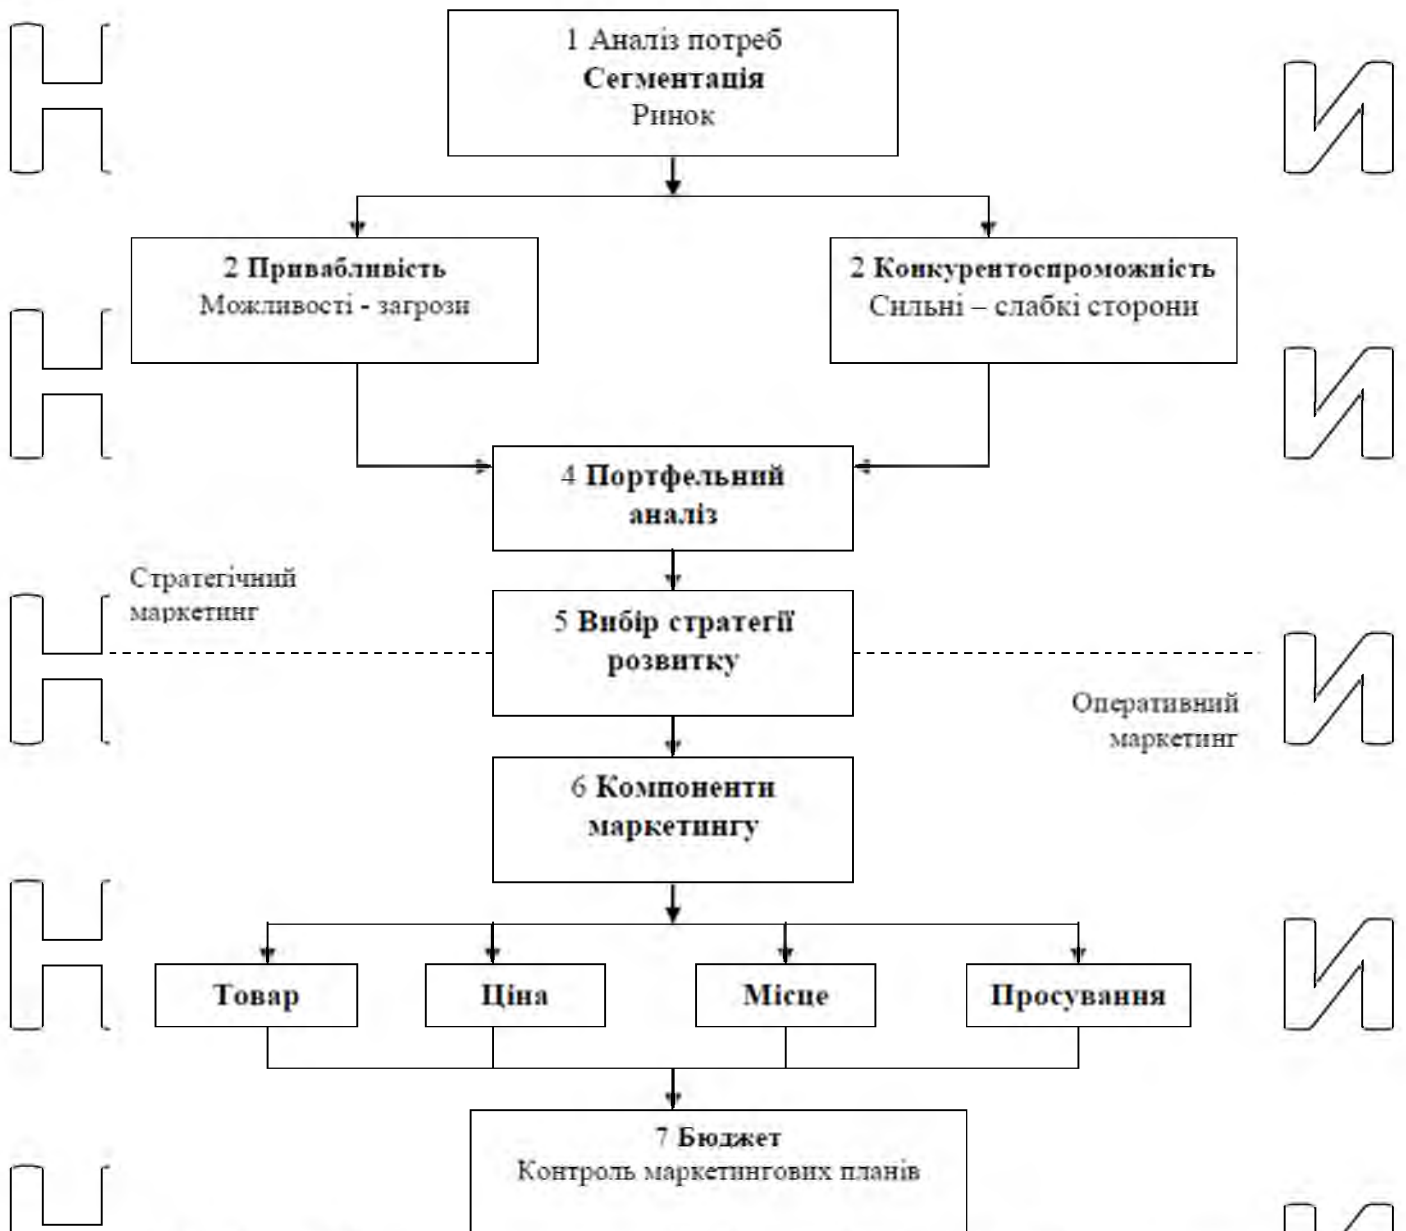 1 Аналіз потреб
Сегментація
Ринок
2 Привабливість
Можливості - загрози
2 Конкурентоспроможність
Сильні – слабкі сторони
4 Портфельний
аналіз
Стратегічний
маркетинг
5 Вибір стратегії
розвитку
Оперативний
маркетинг
6 Компоненти
маркетингу
Товар
Ціна
Місце
Просування
7 Бюджет
Контроль маркетингових планів
Н
И
Н
И
Н
И
Н
И